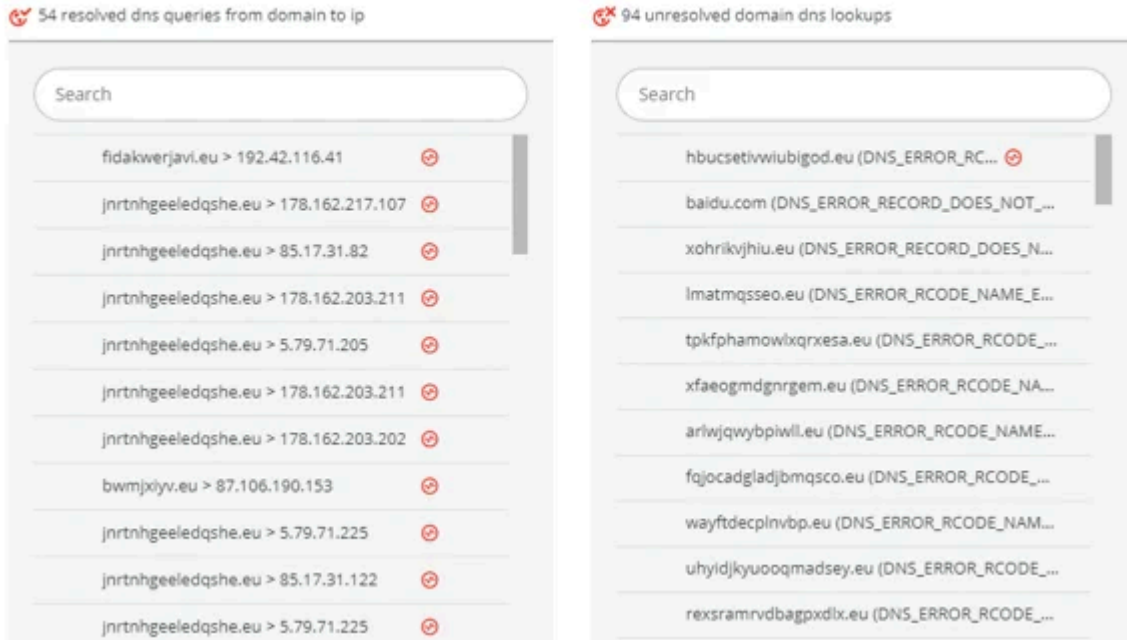 54 resolved dns queries from domain to ip
Search
fidakwerjavi.eu > 192.42.116.41
jnrtnhgeeledqshe.eu > 178.162.217.107
jnrtnhgeeledqshe.eu > 85.17.31.82
jnrtnhgeeledqshe.eu > 178.162.203.211
jnrtnhgeeledqshe.eu > 5.79.71.205
jnrtnhgeeledqshe.eu > 178.162.203.211
jnrtnhgeeledqshe.eu > 178.162.203.202
bwmjxiyv.eu > 87.106.190.153
jnrtnhgeeledqshe.eu > 5.79.71.225
jnrtnhgeeledqshe.eu > 85.17.31.122
jnrtnhgeeledqshe.eu > 5.79.71.225
94 unresolved domain dns lookups
Search
hbucsetivwiubigod.eu (DNS_ERROR_RC...
baidu.com (DNS_ERROR_RECORD_DOES_NOT_...
xohrikvjhiu.eu (DNS_ERROR_RECORD_DOES_N...
lmatmqsseo.eu (DNS_ERROR_RCODE_NAME_E...
tpkfphamowlxqrxesa.eu (DNS_ERROR_RCODE_...
xfaeogmdgnrgem.eu (DNS_ERROR_RCODE_NA...
arlwjqwybpiwll.eu (DNS_ERROR_RCODE_NAME...
fqjocadgladjbmqsco.eu (DNS_ERROR_RCODE_...
wayftdecplnvbp.eu (DNS_ERROR_RCODE_NAM...
uhyidjkyuooqmadsey.eu (DNS_ERROR_RCODE_...
rexsramrvdbagpxdlx.eu (DNS_ERROR_RCODE_...